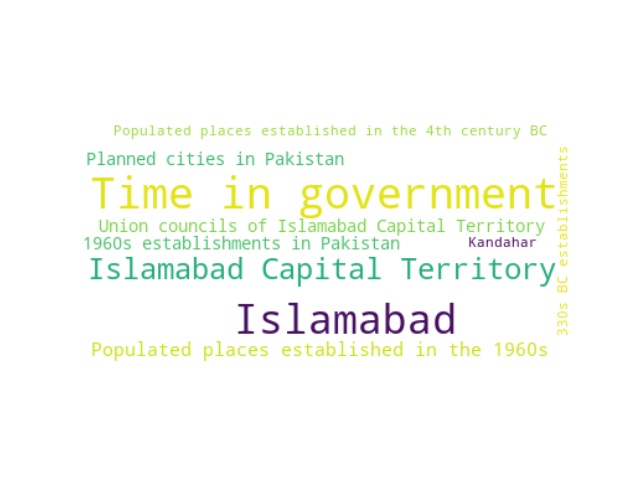 Populated places established in the 4th century BC
Planned cities in Pakistan
Time in government
Union councils of Islamabad Capital Territory
1960s establishments in Pakistan
Kandahar
Islamabad Capital Territory
Islamabad
Populated places established in the 1960s
330s BC establishments